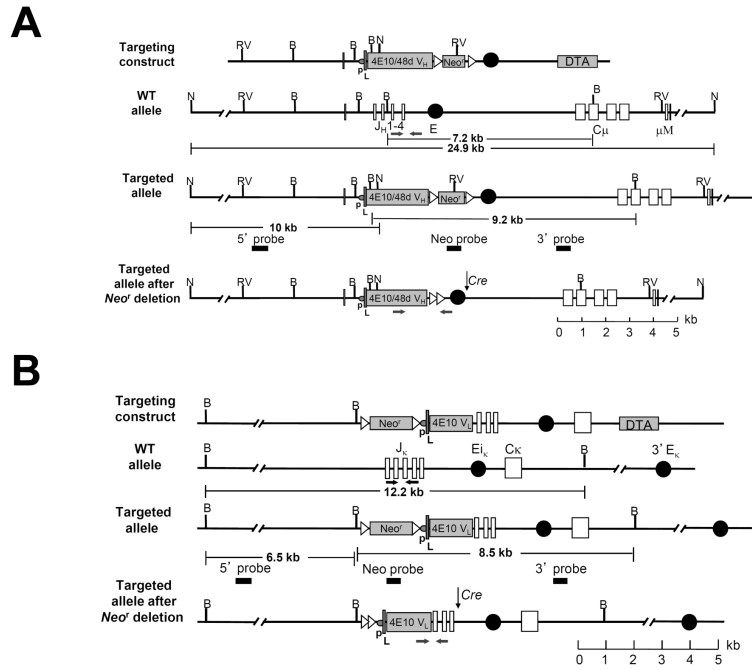 A
Targeting construct
RV B B BN RV
p L 4E10/48d VH Neoʳ DTA
WT allele
N RV B B B B RV N
JH1-4 E Cμ μM
7.2 kb
24.9 kb
Targeted allele
N RV B B BN RV B RV
p L 4E10/48d VH Neoʳ
10 kb 9.2 kb
5' probe Neo probe 3' probe
Targeted allele after Neoʳ deletion
N RV B B BN Cre B RV N
p L 4E10/48d VH
0 1 2 3 4 5 kb
B
Targeting construct
B B
Neoʳ p L 4E10 VL DTA
WT allele
B Jκ Eiκ Cκ B 3' Eκ
12.2 kb
Targeted allele
B B B
Neoʳ p L 4E10 VL
6.5 kb 8.5 kb
5' probe Neo probe 3' probe
Targeted allele after Neoʳ deletion
B B Cre B
p L 4E10 VL
0 1 2 3 4 5 kb